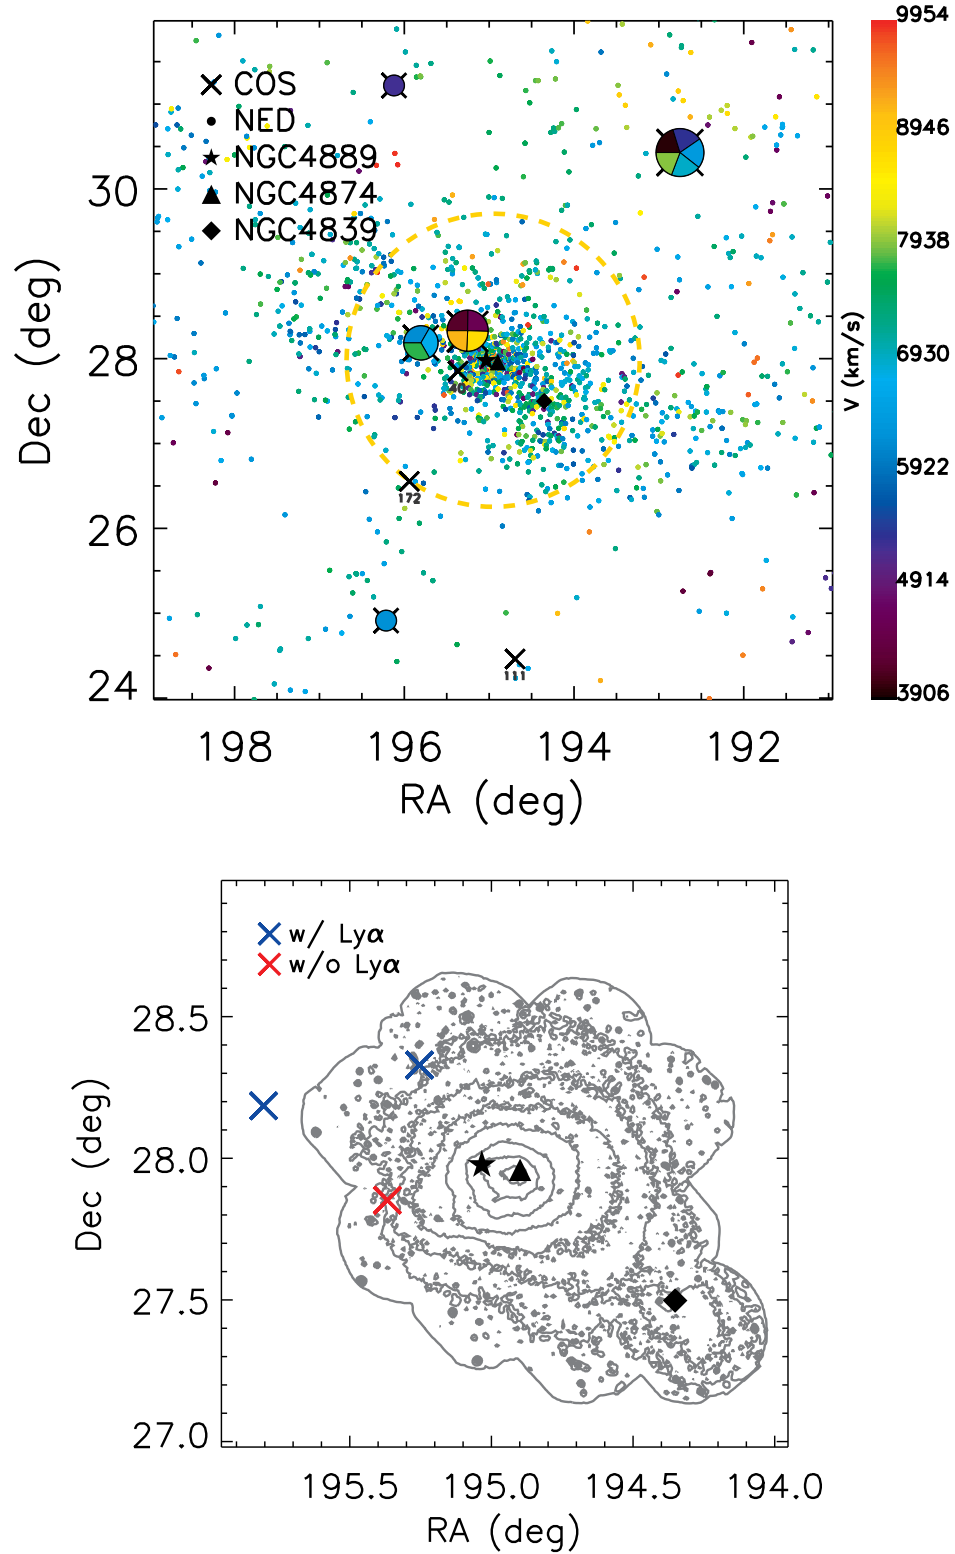 9954
COS
NED
8946
NGC4889
30
NGC4874
NGC4839
7938
Dec (deg)
28
6930
V (km/s)
40
5922
172
26
4914
111
24
3906
198
196
194
192
RA (deg)
w/ Lyα
w/o Lyα
28.5
Dec (deg)
28.0
27.5
27.0
195.5
195.0
194.5
194.0
RA (deg)